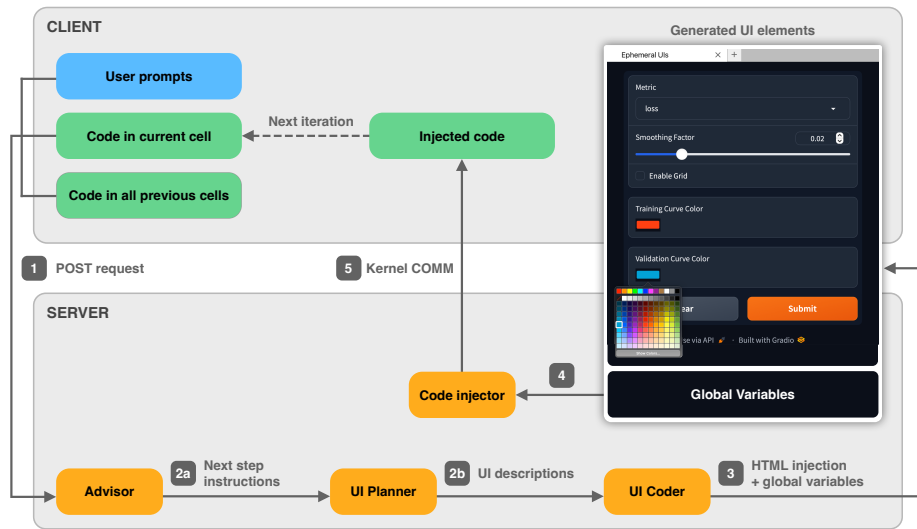 CLIENT
Generated UI elements
User prompts
Code in current cell
Next iteration
Injected code
Code in all previous cells
Ephemeral UIs
Metric
loss
Smoothing Factor
0.02
Enable Grid
Training Curve Color
Validation Curve Color
ear
Submit
se via API · Built with Gradio
Show Colors...
1 POST request
5 Kernel COMM
SERVER
Code injector
4
Global Variables
Advisor
2a Next step
instructions
UI Planner
2b UI descriptions
UI Coder
3 HTML injection
+ global variables